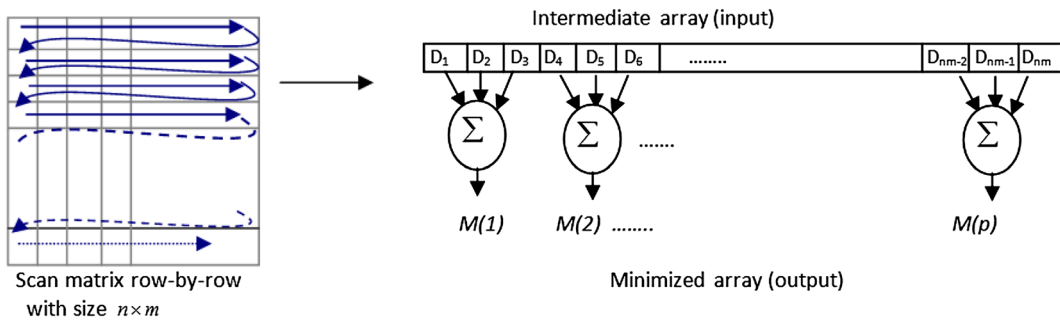 Intermediate array (input)
D1 D2 D3 D4 D5 D6 ........ Dnm-2 Dnm-1 Dnm
Σ Σ ....... Σ
M(1) M(2) ........ M(p)
Minimized array (output)
Scan matrix row-by-row
with size n×m